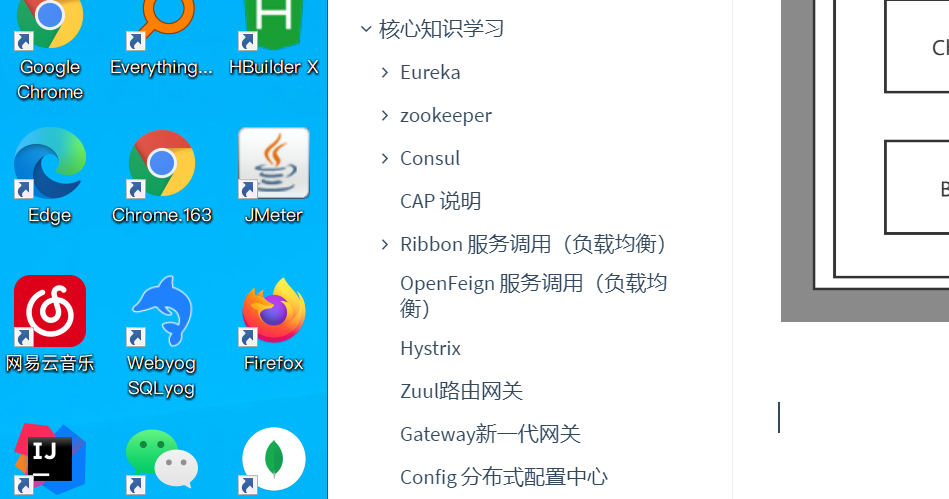 Google
Chrome
Everything...
HBuilder X
Edge
Chrome.163
JMeter
网易云音乐
Webyog
SQLyog
Firefox
IJ
核心知识学习
Eureka
zookeeper
Consul
CAP 说明
Ribbon 服务调用（负载均衡）
OpenFeign 服务调用（负载均
衡）
Hystrix
Zuul路由网关
Gateway新一代网关
Config 分布式配置中心